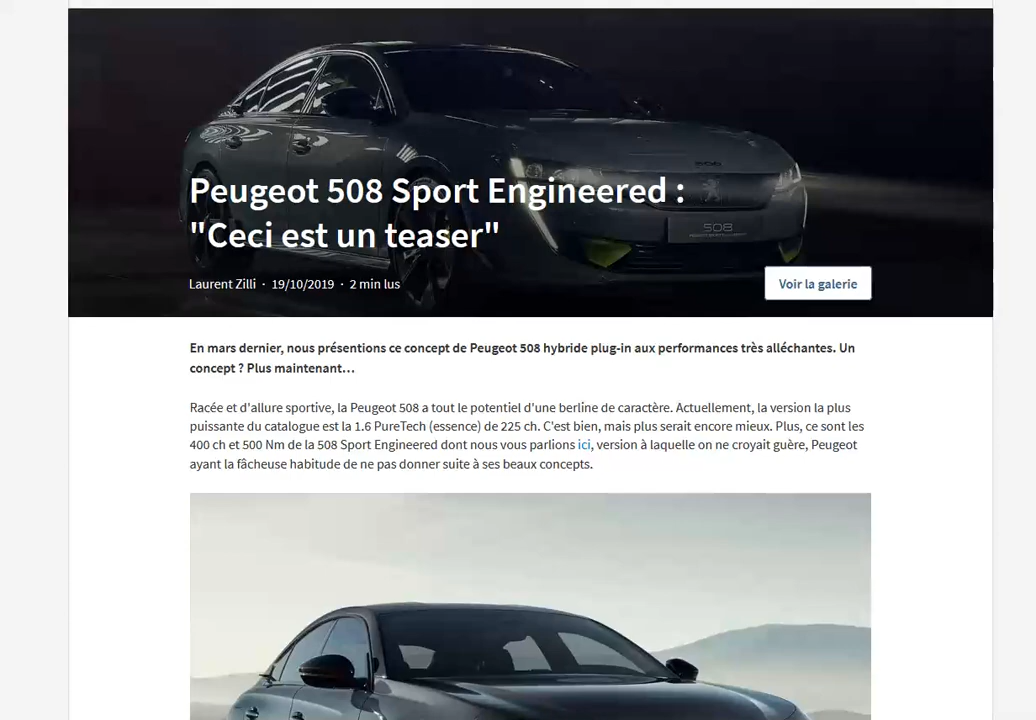 508
Peugeot 508 Sport Engineered :
"Ceci est un teaser"
Laurent Zilli · 19/10/2019 · 2 min lus
Voir la galerie
En mars dernier, nous présentions ce concept de Peugeot 508 hybride plug-in aux performances très alléchantes. Un
concept ? Plus maintenant…
Racée et d'allure sportive, la Peugeot 508 a tout le potentiel d'une berline de caractère. Actuellement, la version la plus
puissante du catalogue est la 1.6 PureTech (essence) de 225 ch. C'est bien, mais plus serait encore mieux. Plus, ce sont les
400 ch et 500 Nm de la 508 Sport Engineered dont nous vous parlions ici, version à laquelle on ne croyait guère, Peugeot
ayant la fâcheuse habitude de ne pas donner suite à ses beaux concepts.